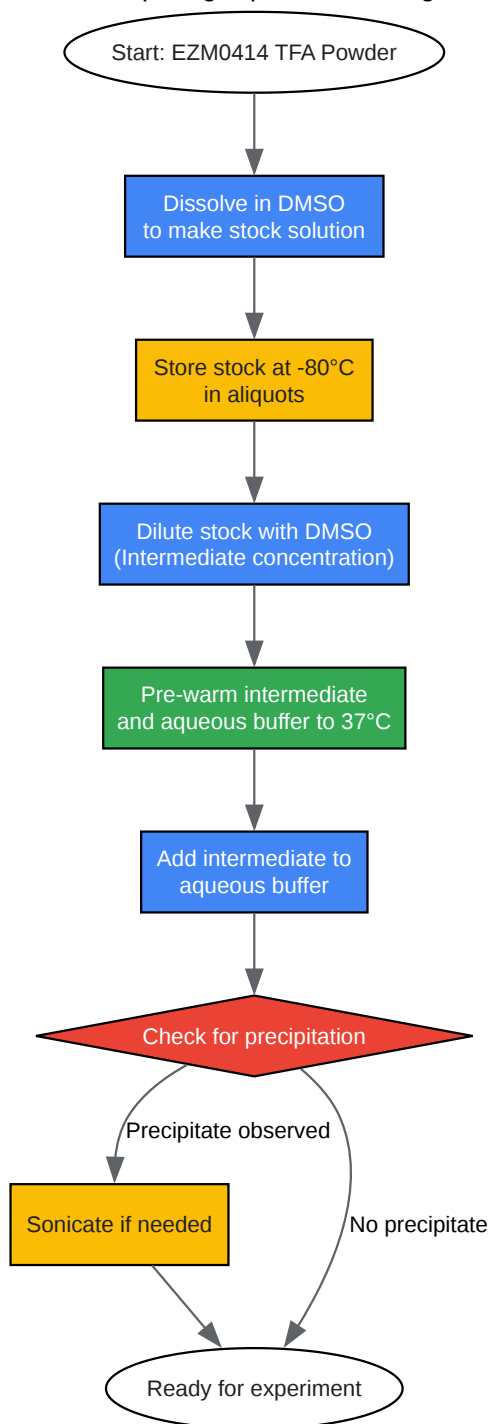 Start: EZM0414 TFA Powder
Dissolve in DMSO
to make stock solution
Store stock at -80°C
in aliquots
Dilute stock with DMSO
(Intermediate concentration)
Pre-warm intermediate
and aqueous buffer to 37°C
Add intermediate to
aqueous buffer
Check for precipitation
Precipitate observed
Sonicate if needed
No precipitate
Ready for experiment